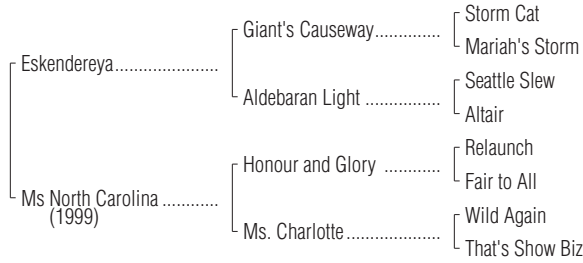 Storm Cat
Giant's Causeway..............
Mariah's Storm
Eskendereya......................
Seattle Slew
Aldebaran Light ................
Altair
Relaunch
Honour and Glory ............
Fair to All
Ms North Carolina ............
(1999)
Wild Again
Ms. Charlotte....................
That's Show Biz